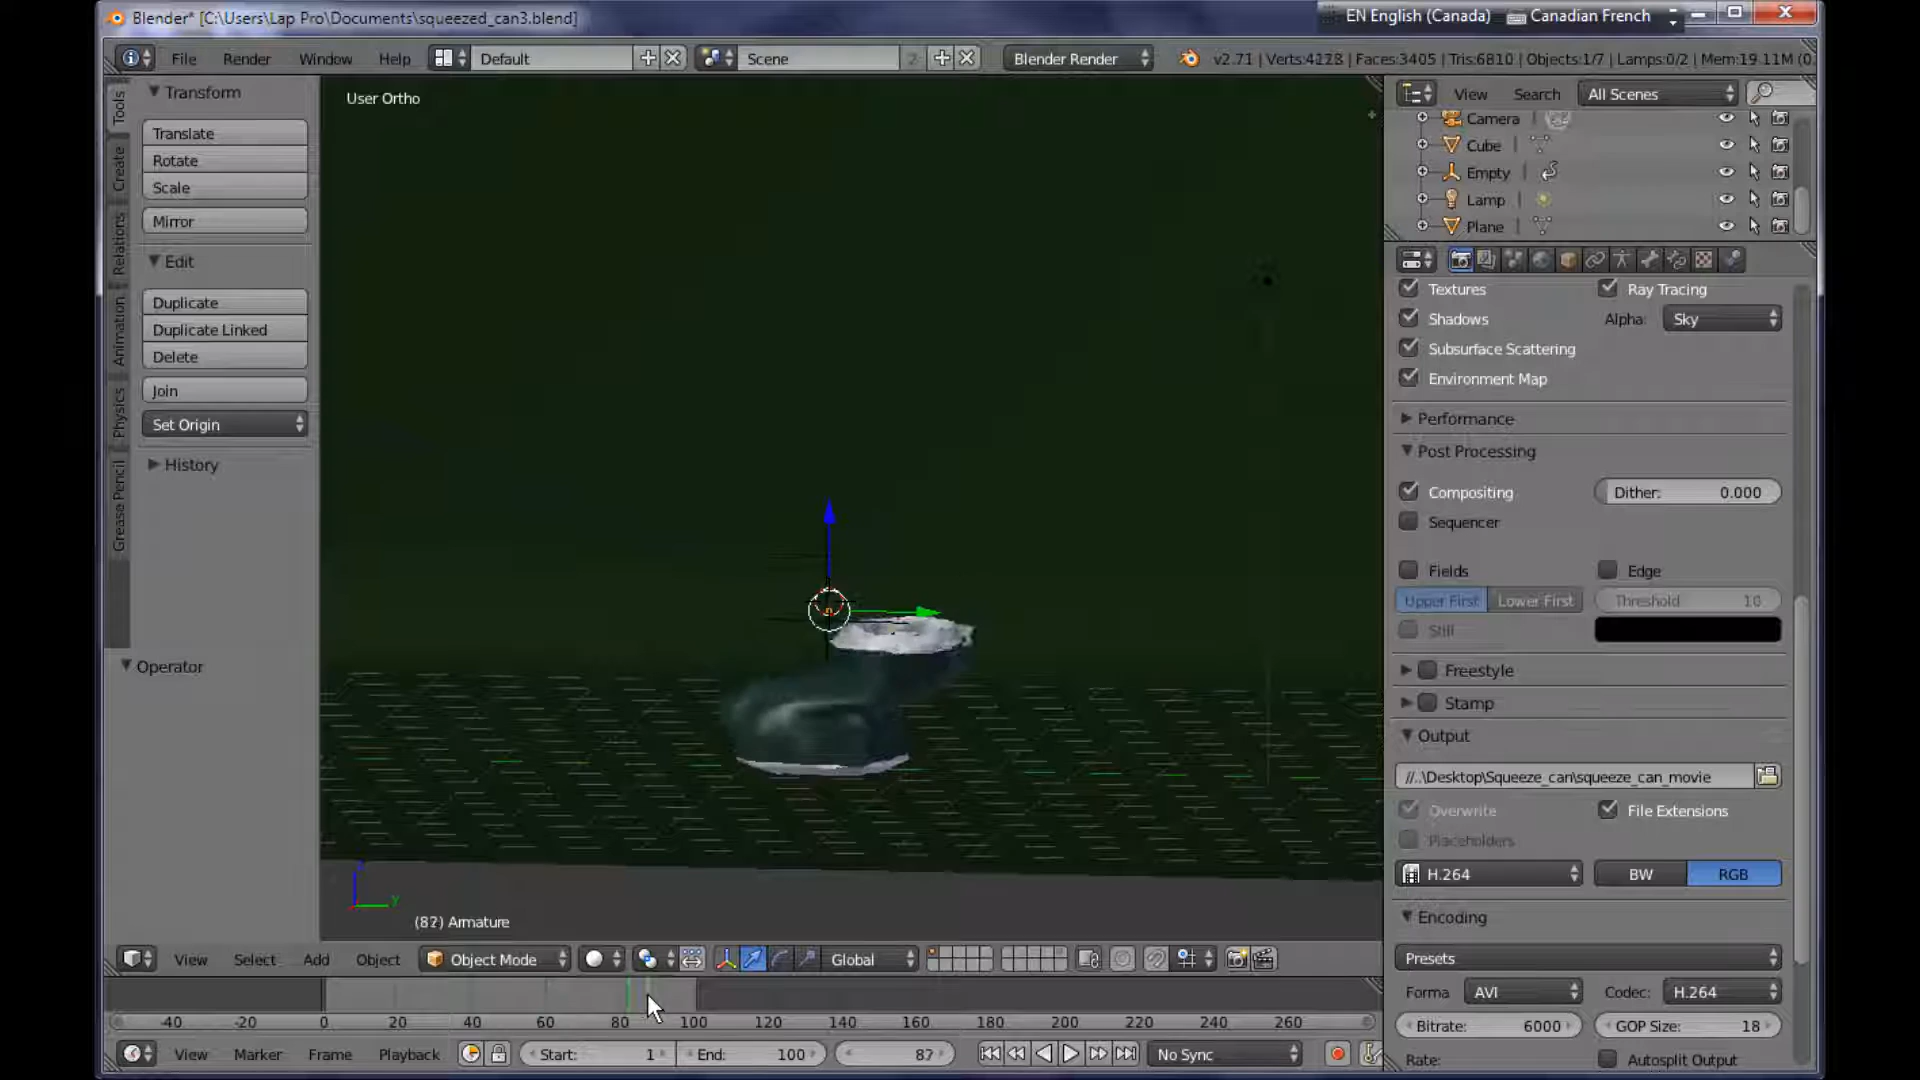 Blender* [C:\Users\Lap Pro\Documents\squeezed_can3.blend]
EN English (Canada) Canadian French
File Render Window Help Default Scene 2 Blender Render v2.71 | Verts:4128 | Faces:3405 | Tris:6810 | Objects:1/7 | Lamps:0/2 | Mem:19.11M (0.
Tools
Create
Relations
Animation
Physics
Grease Pencil
Transform
Translate
Rotate
Scale
Mirror
Edit
Duplicate
Duplicate Linked
Delete
Join
Set Origin
History
Operator
User Ortho
(82) Armature
View Search All Scenes
Camera
Cube
Empty
Lamp
Plane
Textures Ray Tracing
Shadows Alpha: Sky
Subsurface Scattering
Environment Map
Performance
Post Processing
Compositing Dither: 0.000
Sequencer
Fields Edge
Upper First Lower First Threshold 10
Still
Freestyle
Stamp
Output
//..\Desktop\Squeeze_can\squeeze_can_movie
Overwrite File Extensions
Placeholders
H.264 BW RGB
Encoding
Presets
Forma AVI Codec: H.264
Bitrate: 6000 GOP Size: 18
Rate: Autosplit Output
View Select Add Object Object Mode Global
-40 -20 0 20 40 60 80 100 120 140 160 180 200 220 240 260
View Marker Frame Playback Start: 1 End: 100 87 No Sync